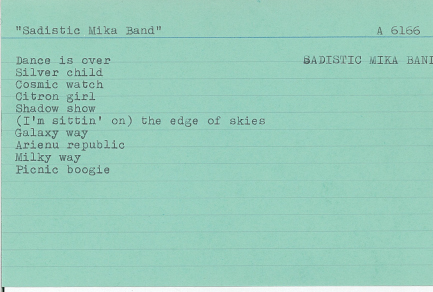 "Sadistic Mika Band" A 6166
Dance is over SADISTIC MIKA BAND
Silver child
Cosmic watch
Citron girl
Shadow show
(I'm sittin' on) the edge of skies
Galaxy way
Arienu republic
Milky way
Picnic boogie